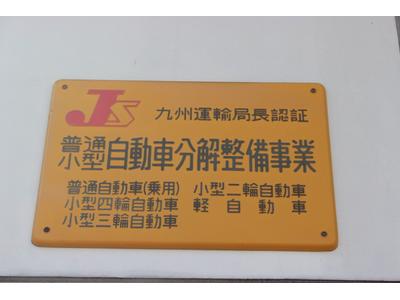 JS 九州運輸局長認証
普通
小型自動車分解整備事業
普通自動車(乗用) 小型二輪自動車
小型四輪自動車 軽自動車
小型三輪自動車